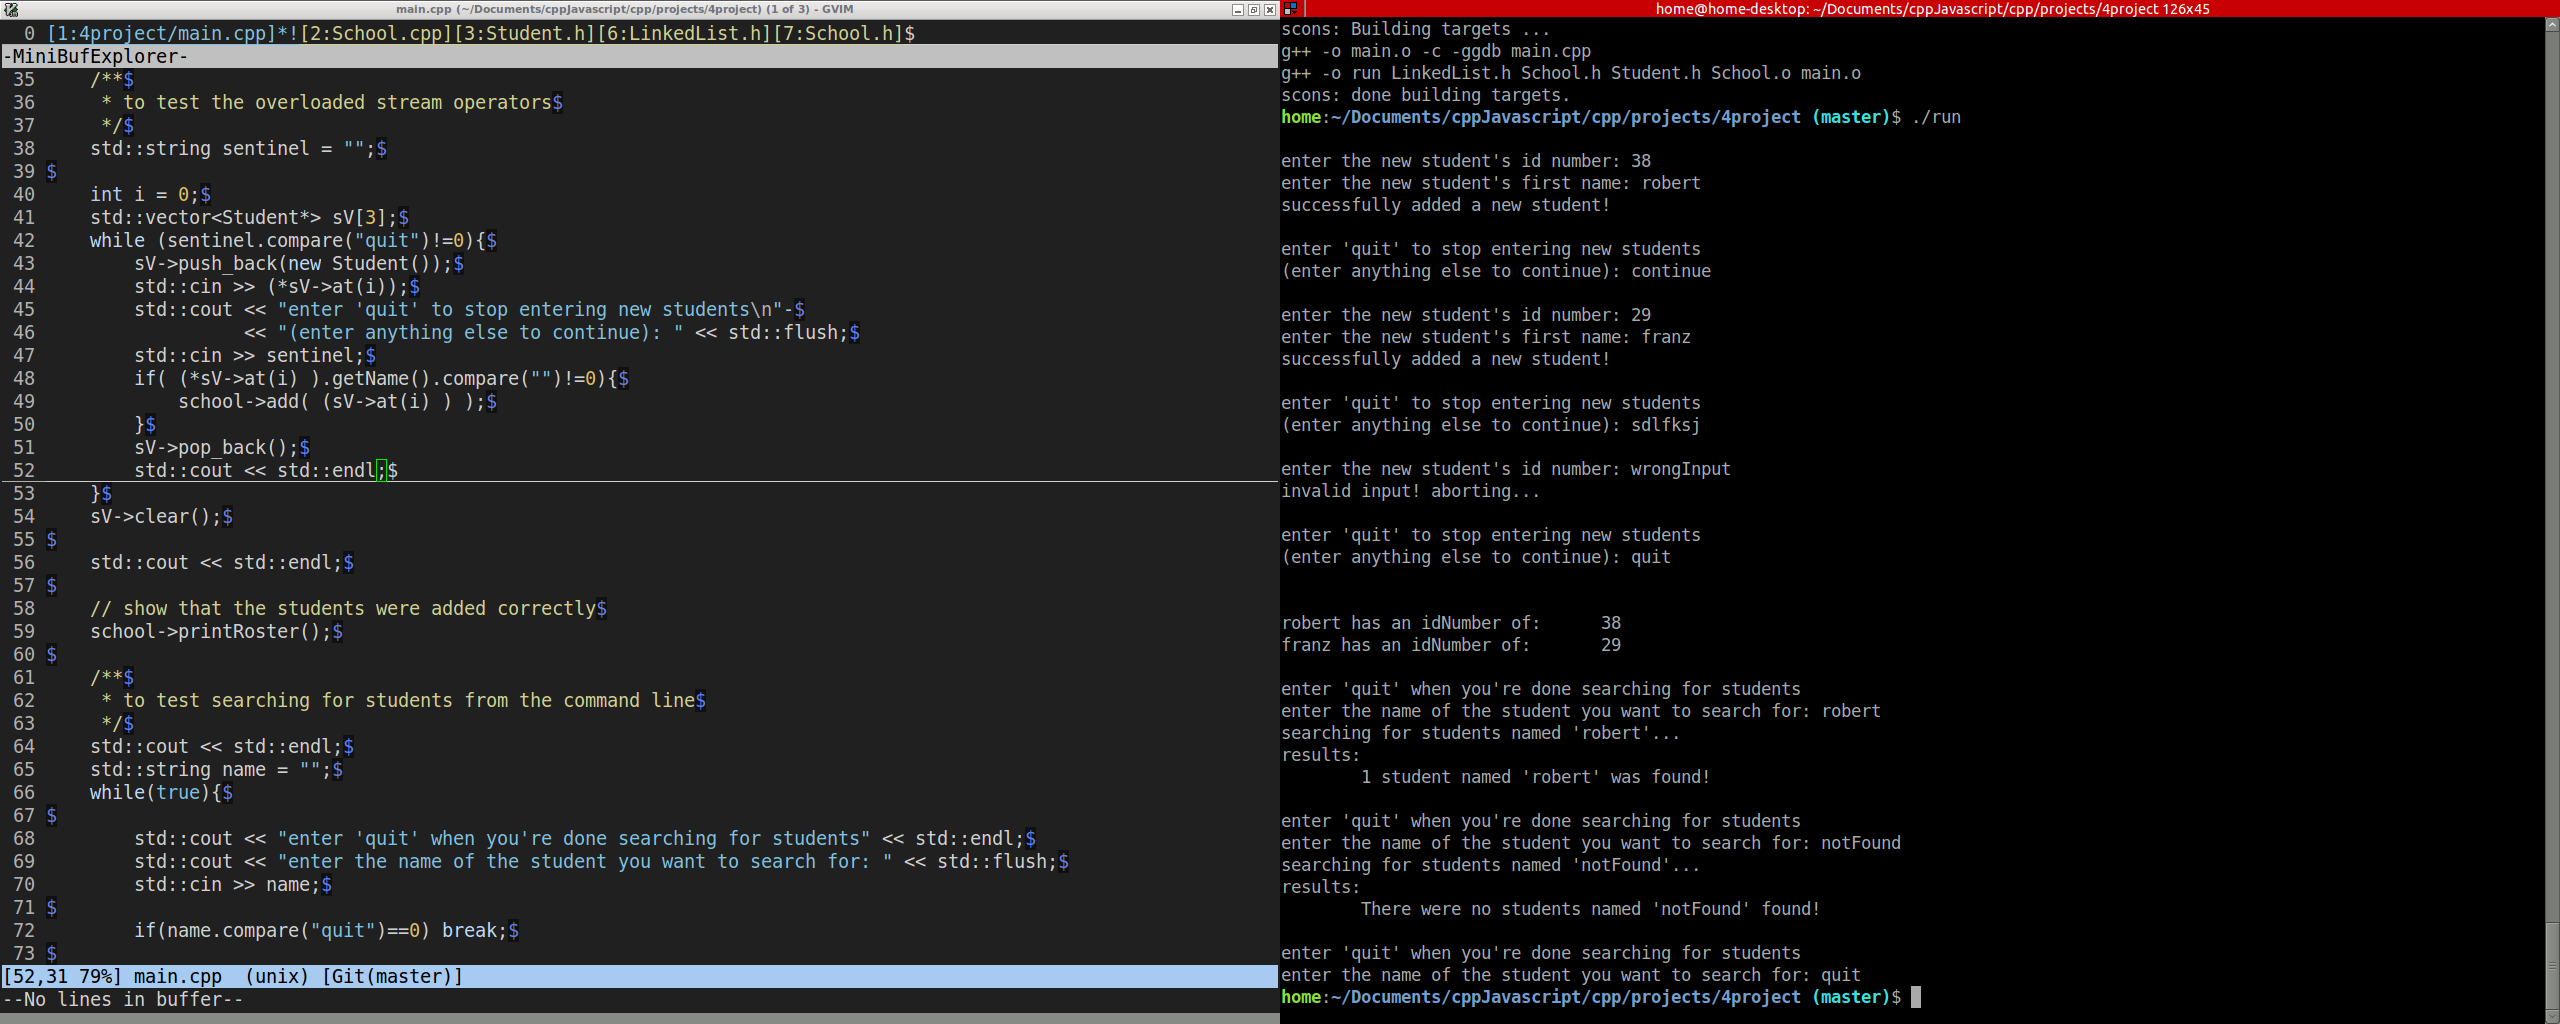 main.cpp (~/Documents/cppJavascript/cpp/projects/4project) (1 of 3) - GVIM
0 [1:4project/main.cpp]*![2:School.cpp][3:Student.h][6:LinkedList.h][7:School.h]$
-MiniBufExplorer-
35     /**$
36      * to test the overloaded stream operators$
37      */$
38     std::string sentinel = "";$
39 $
40     int i = 0;$
41     std::vector<Student*> sV[3];$
42     while (sentinel.compare("quit")!=0){$
43         sV->push_back(new Student());$
44         std::cin >> (*sV->at(i));$
45         std::cout << "enter 'quit' to stop entering new students\n"-$
46                   << "(enter anything else to continue): " << std::flush;$
47         std::cin >> sentinel;$
48         if( (*sV->at(i) ).getName().compare("")!=0){$
49             school->add( (sV->at(i) ) );$
50         }$
51         sV->pop_back();$
52         std::cout << std::endl;$
53     }$
54     sV->clear();$
55 $
56     std::cout << std::endl;$
57 $
58     // show that the students were added correctly$
59     school->printRoster();$
60 $
61     /**$
62      * to test searching for students from the command line$
63      */$
64     std::cout << std::endl;$
65     std::string name = "";$
66     while(true){$
67 $
68         std::cout << "enter 'quit' when you're done searching for students" << std::endl;$
69         std::cout << "enter the name of the student you want to search for: " << std::flush;$
70         std::cin >> name;$
71 $
72         if(name.compare("quit")==0) break;$
73 $
[52,31 79%] main.cpp  (unix) [Git(master)]
--No lines in buffer--
home@home-desktop: ~/Documents/cppJavascript/cpp/projects/4project 126x45
scons: Building targets ...
g++ -o main.o -c -ggdb main.cpp
g++ -o run LinkedList.h School.h Student.h School.o main.o
scons: done building targets.
home:~/Documents/cppJavascript/cpp/projects/4project (master)$ ./run
enter the new student's id number: 38
enter the new student's first name: robert
successfully added a new student!
enter 'quit' to stop entering new students
(enter anything else to continue): continue
enter the new student's id number: 29
enter the new student's first name: franz
successfully added a new student!
enter 'quit' to stop entering new students
(enter anything else to continue): sdlfksj
enter the new student's id number: wrongInput
invalid input! aborting...
enter 'quit' to stop entering new students
(enter anything else to continue): quit
robert has an idNumber of:      38
franz has an idNumber of:       29
enter 'quit' when you're done searching for students
enter the name of the student you want to search for: robert
searching for students named 'robert'...
results:
        1 student named 'robert' was found!
enter 'quit' when you're done searching for students
enter the name of the student you want to search for: notFound
searching for students named 'notFound'...
results:
        There were no students named 'notFound' found!
enter 'quit' when you're done searching for students
enter the name of the student you want to search for: quit
home:~/Documents/cppJavascript/cpp/projects/4project (master)$